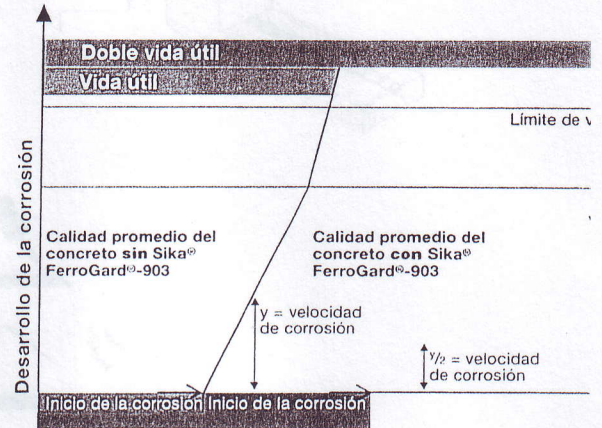 Doble vida útil
Vida útil
Límite de v
Desarrollo de la corrosión
Calidad promedio del
concreto sin Sika®
FerroGard®-903
Calidad promedio del
concreto con Sika®
FerroGard®-903
y = velocidad
de corrosión
y/2 = velocidad
de corrosión
Inicio de la corrosión
Inicio de la corrosión